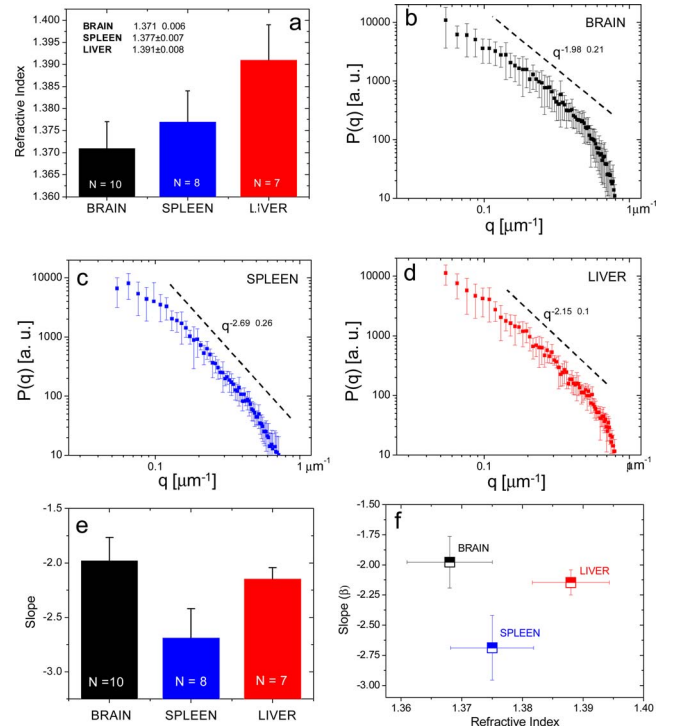 a
BRAIN 1.371 0.006
SPLEEN 1.377±0.007
LIVER 1.391±0.008
Refractive Index
1.400
1.395
1.390
1.385
1.380
1.375
1.370
1.365
1.360
N = 10
N = 8
N = 7
BRAIN SPLEEN LIVER
b
BRAIN
q-1.98 0.21
P(q) [a. u.]
10000
1000
100
10
0.1 1μm-1
q [μm-1]
c
SPLEEN
q-2.69 0.26
P(q) [a. u.]
10000
1000
100
10
0.1 1 μm-1
q [μm-1]
d
LIVER
q-2.15 0.1
P(q) [a. u.]
10000
1000
100
10
0.1 1μm-1
q [μm-1]
e
Slope
-1.5
-2.0
-2.5
-3.0
N =10
N = 8
N = 7
BRAIN SPLEEN LIVER
f
Slope (β)
-1.50
-1.75
-2.00
-2.25
-2.50
-2.75
-3.00
BRAIN
LIVER
SPLEEN
1.36 1.37 1.38 1.39 1.40
Refractive Index